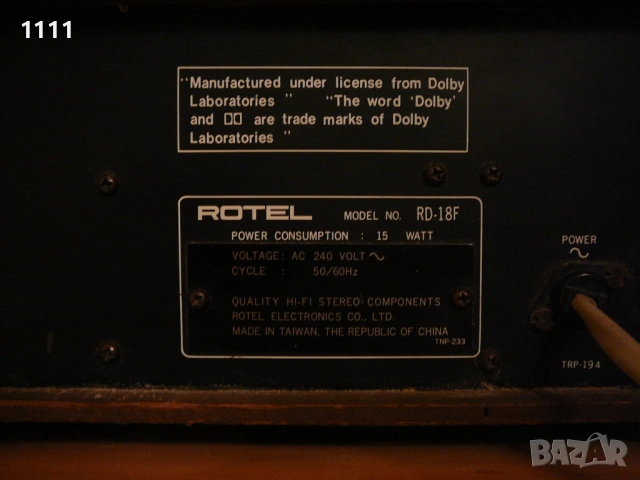 1111
"Manufactured under license from Dolby
Laboratories " "The word 'Dolby'
and are trade marks of Dolby
Laboratories "
ROTEL MODEL NO. RD-18F
POWER CONSUMPTION : 15 WATT
VOLTAGE: AC 240 VOLT ~
CYCLE : 50/60Hz
QUALITY HI-FI STEREO COMPONENTS
ROTEL ELECTRONICS CO., LTD.
MADE IN TAIWAN, THE REPUBLIC OF CHINA
TNP-233
POWER
~
TRP-194
BAZAR
bg